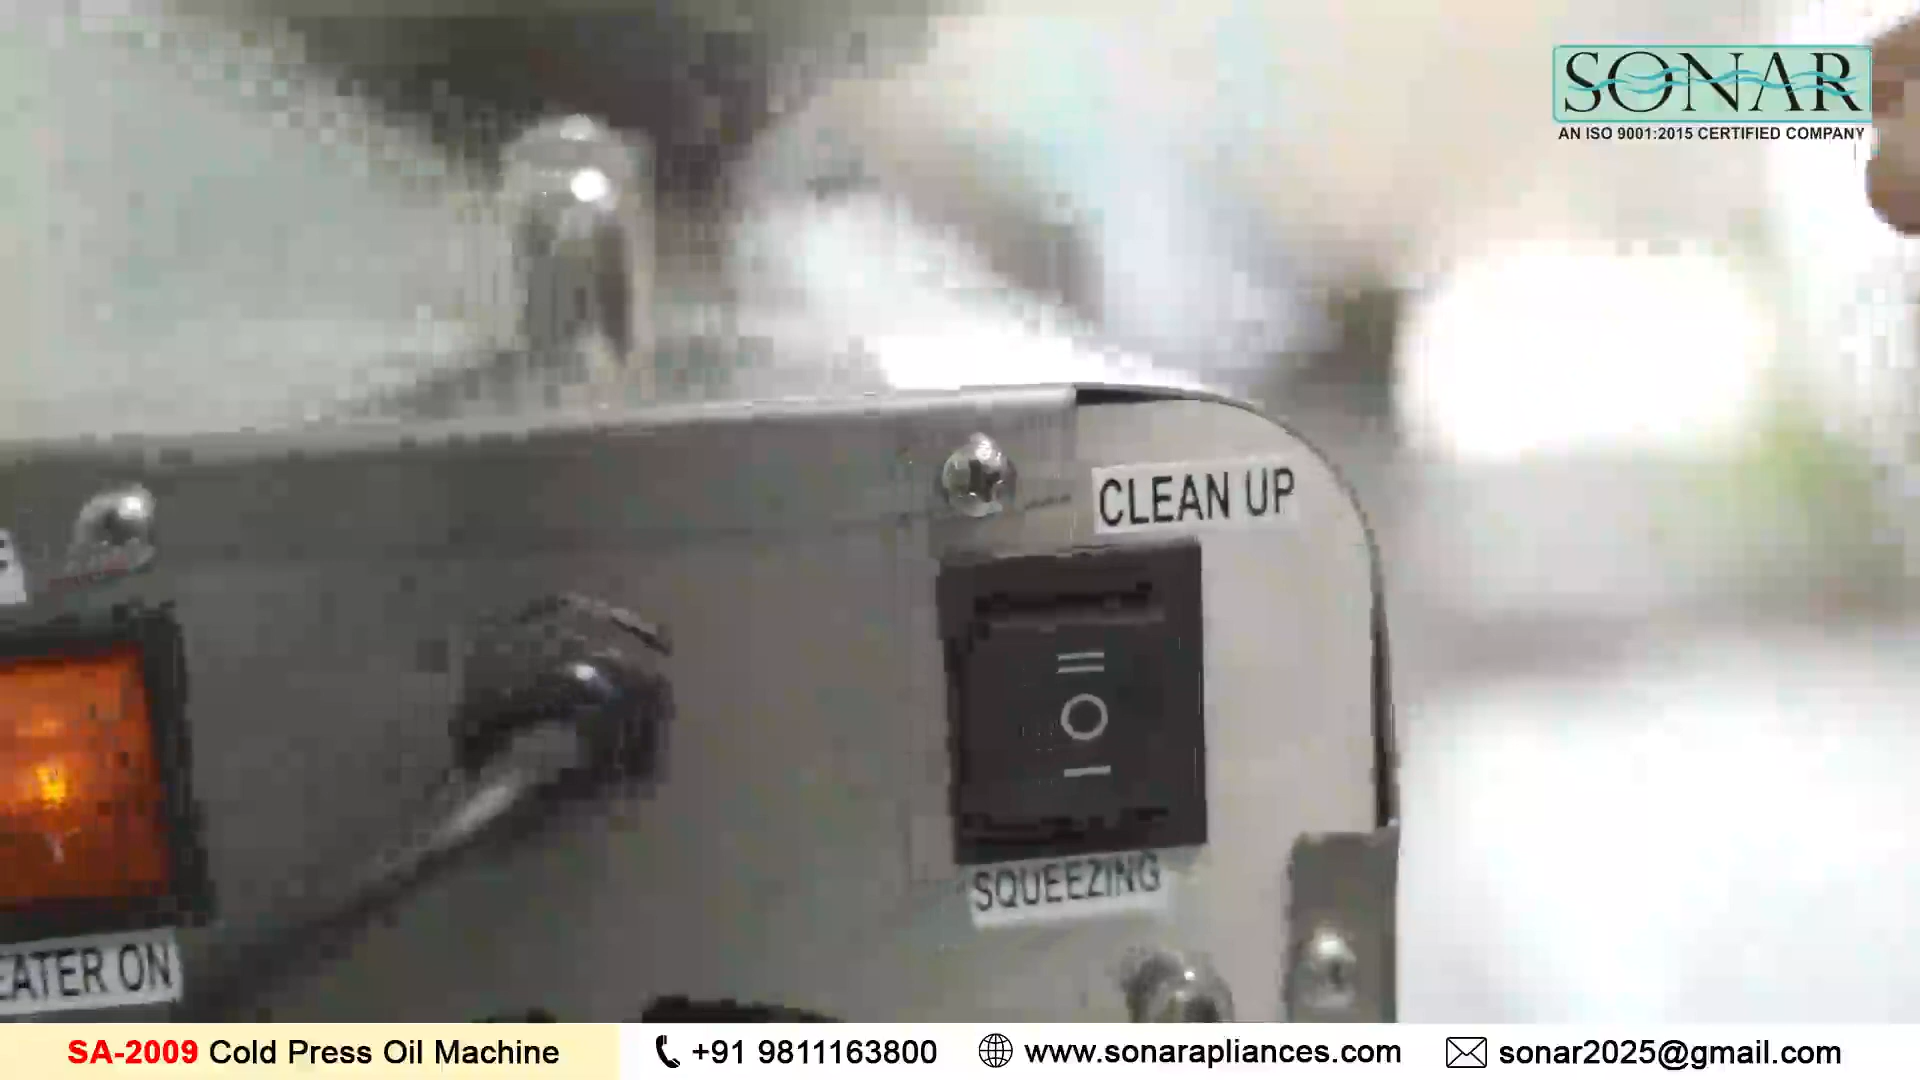 SONAR
AN ISO 9001:2015 CERTIFIED COMPANY
CLEAN UP
SQUEEZING
EATER ON
SA-2009 Cold Press Oil Machine
+91 9811163800
www.sonarapliances.com
sonar2025@gmail.com